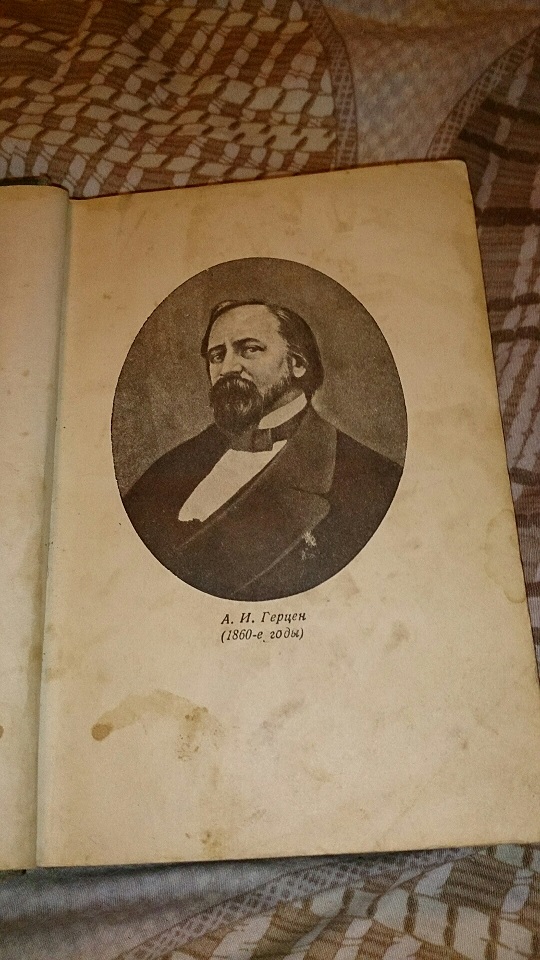 А. И. Герцен
(1860-е годы)